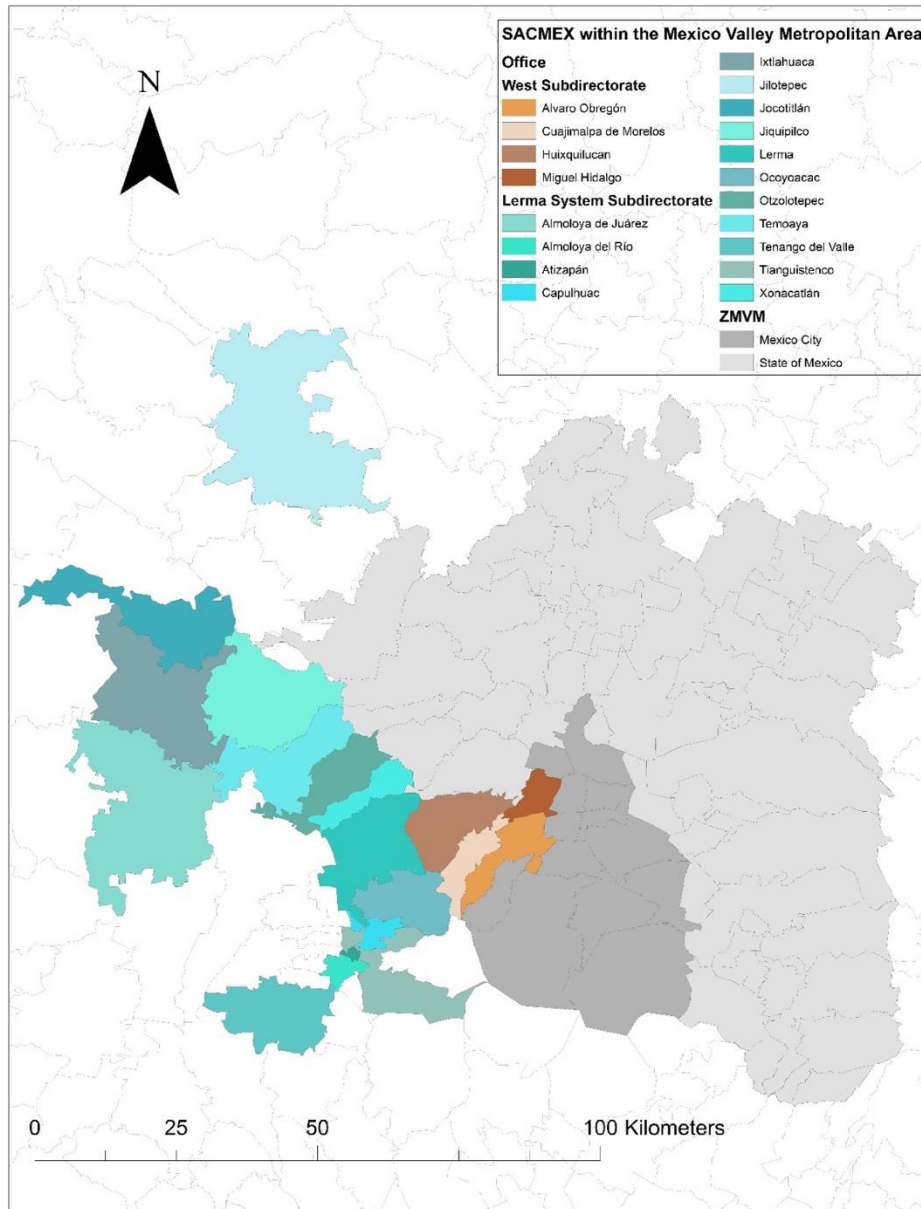 SACMEX within the Mexico Valley Metropolitan Area
Office
West Subdirectorate
Alvaro Obregón
Cuajimalpa de Morelos
Huixquilucan
Miguel Hidalgo
Lerma System Subdirectorate
Almoloya de Juárez
Almoloya del Río
Atizapán
Capulhuac
Ixtlahuaca
Jilotepec
Jocotitlán
Jiquipilco
Lerma
Ocoyoacac
Otzolotepec
Temoaya
Tenango del Valle
Tianguistenco
Xonacatlán
ZMVM
Mexico City
State of Mexico
N
0 25 50 100 Kilometers